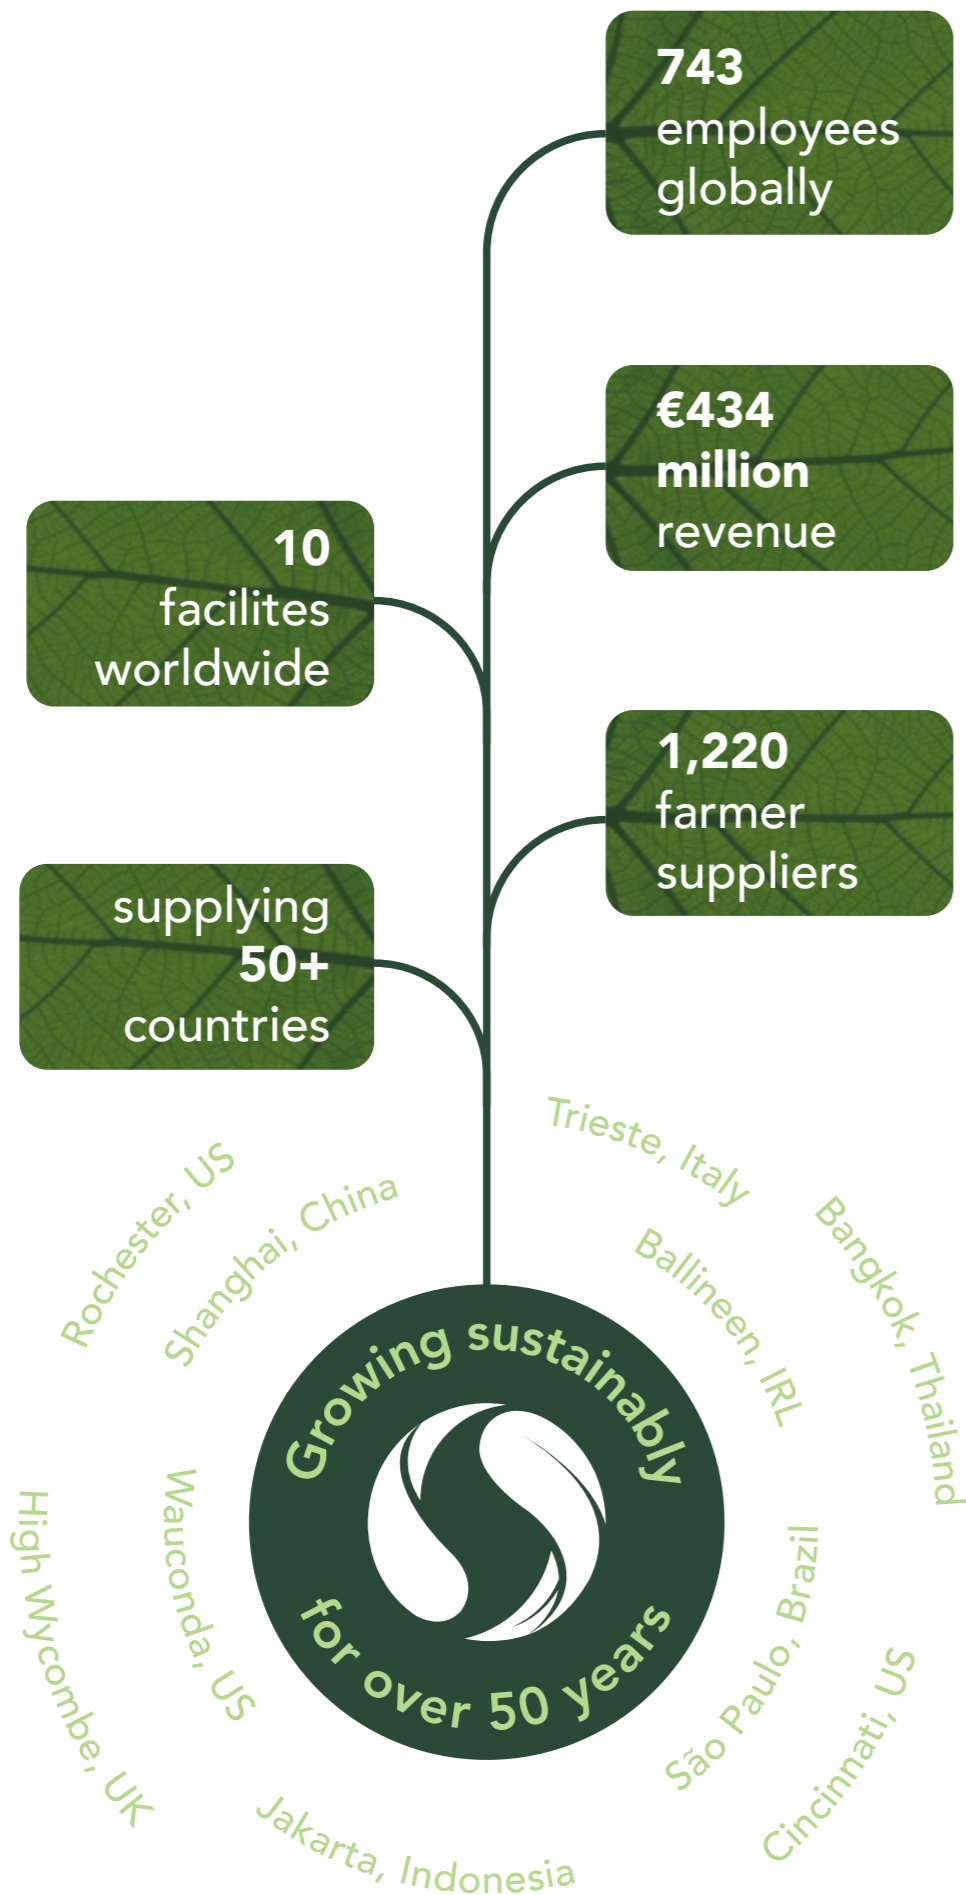 743
employees
globally
€434
million
revenue
10
facilites
worldwide
1,220
farmer
suppliers
supplying
50+
countries
Trieste, Italy
Rochester, US
Shanghai, China
Bangkok, Thailand
Ballineen, IRL
Growing sustainably
for over 50 years
High Wycombe, UK
Wauconda, US
São Paulo, Brazil
Cincinnati, US
Jakarta, Indonesia